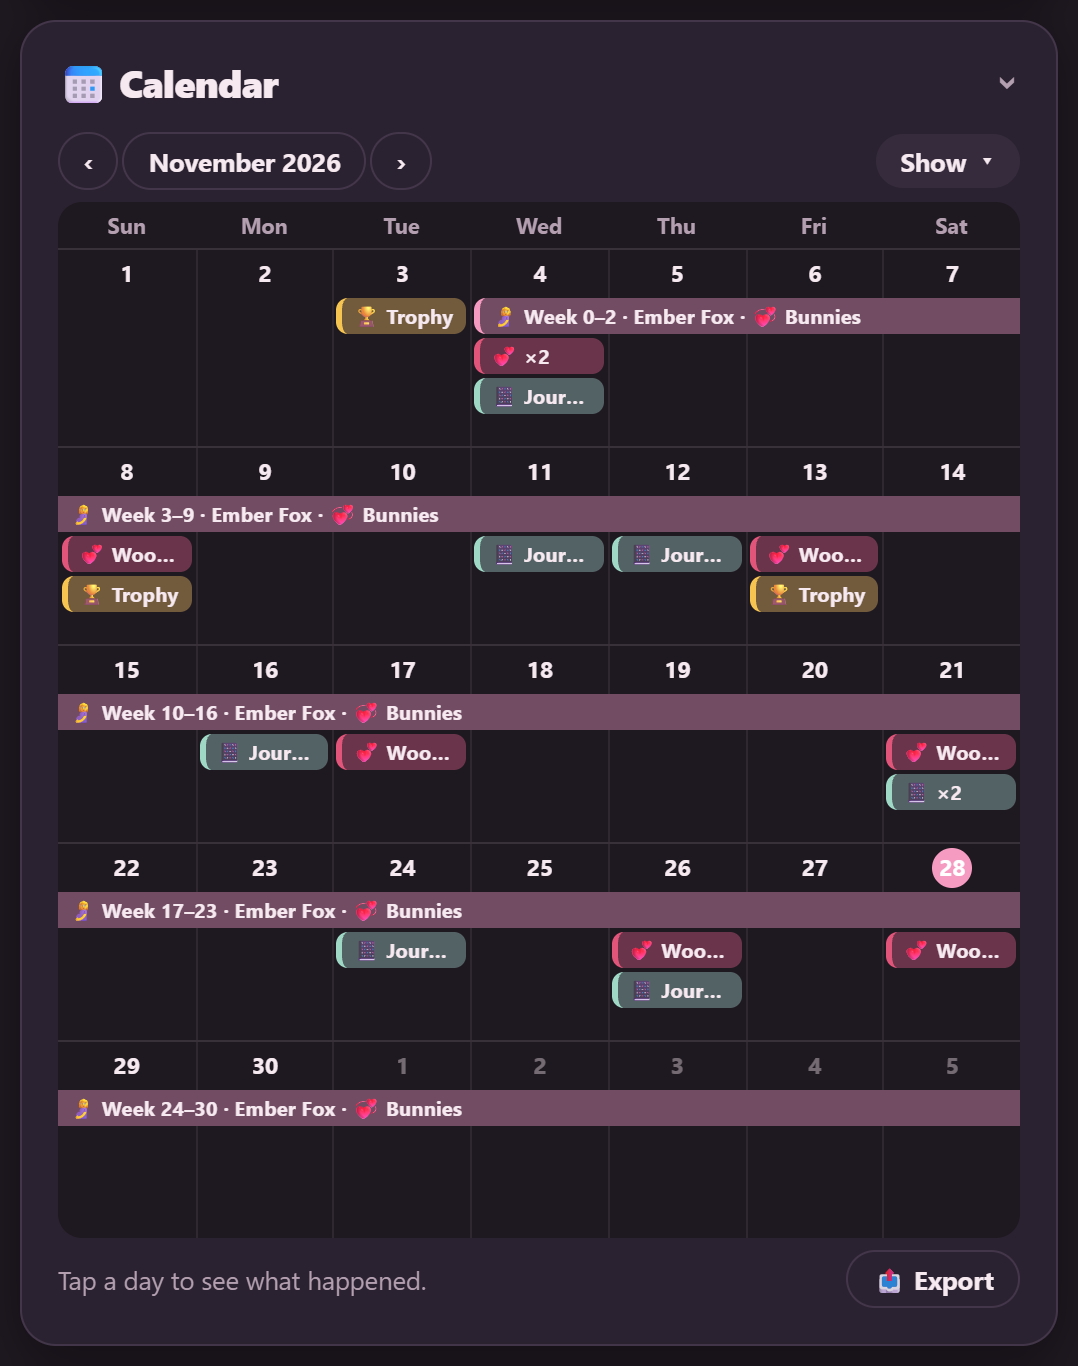 Calendar
‹ November 2026 › Show ▼
Sun Mon Tue Wed Thu Fri Sat
1 2 3 4 5 6 7
Trophy Week 0–2 · Ember Fox · Bunnies
×2
Jour...
8 9 10 11 12 13 14
Week 3–9 · Ember Fox · Bunnies
Woo... Jour... Jour... Woo...
Trophy Trophy
15 16 17 18 19 20 21
Week 10–16 · Ember Fox · Bunnies
Jour... Woo... Woo...
×2
22 23 24 25 26 27 28
Week 17–23 · Ember Fox · Bunnies
Jour... Woo... Woo...
Jour...
29 30 1 2 3 4 5
Week 24–30 · Ember Fox · Bunnies
Tap a day to see what happened. Export